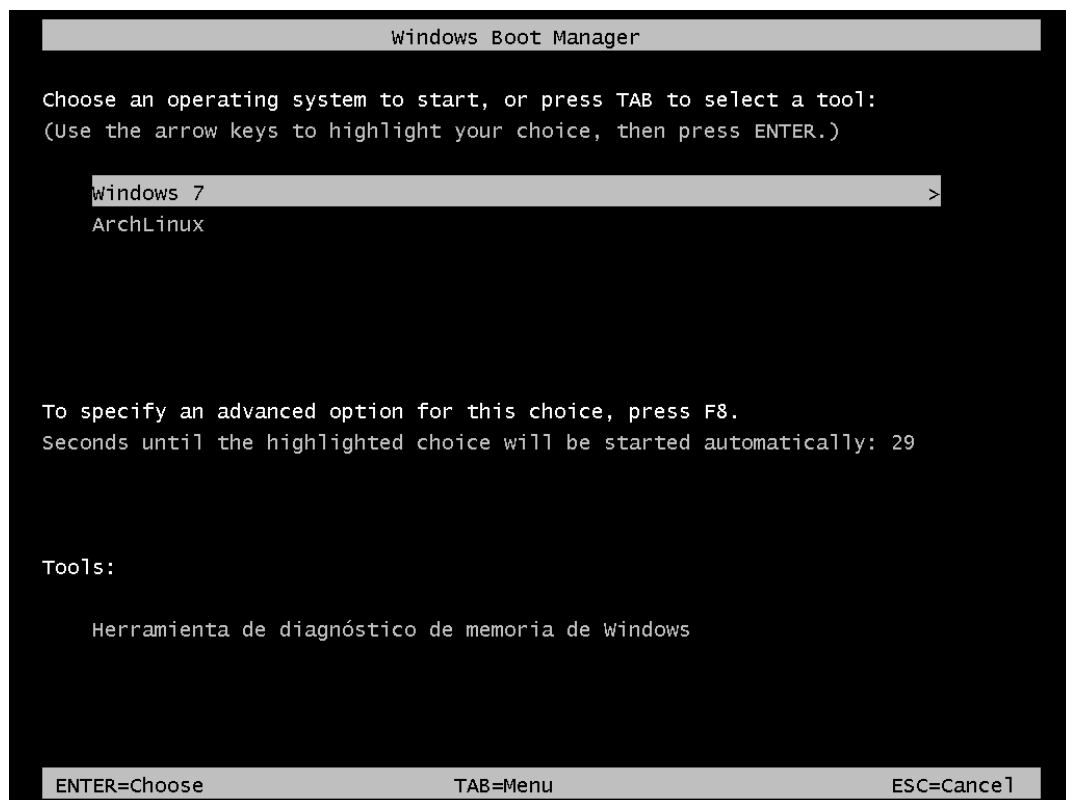 Windows Boot Manager
Choose an operating system to start, or press TAB to select a tool:
(Use the arrow keys to highlight your choice, then press ENTER.)
Windows 7 >
ArchLinux
To specify an advanced option for this choice, press F8.
Seconds until the highlighted choice will be started automatically: 29
Tools:
Herramienta de diagnóstico de memoria de Windows
ENTER=Choose TAB=Menu ESC=Cancel